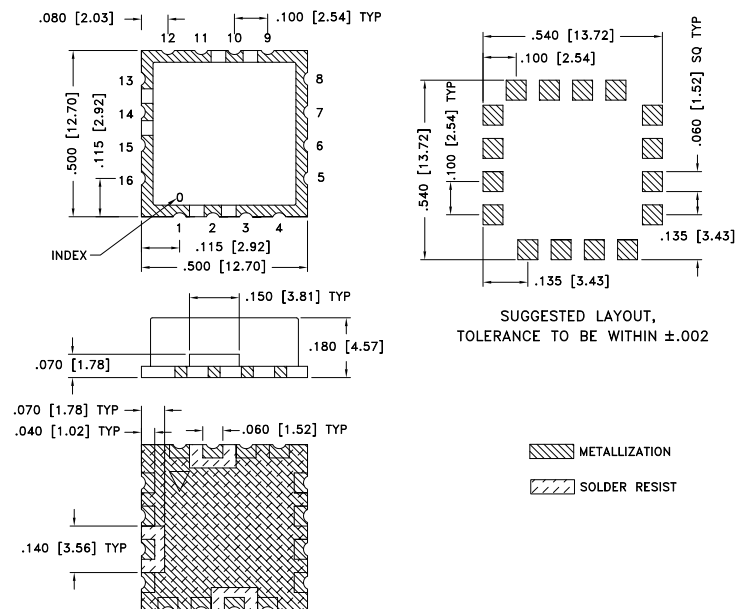 .080 [2.03]
.100 [2.54] TYP
12 11 10 9
13
14
15
16
8
7
6
5
.500 [12.70]
.115 [2.92]
0
1 2 3 4
INDEX
.115 [2.92]
.500 [12.70]
.540 [13.72]
.100 [2.54]
.060 [1.52] SQ TYP
.540 [13.72]
.100 [2.54] TYP
.135 [3.43]
.135 [3.43]
SUGGESTED LAYOUT,
TOLERANCE TO BE WITHIN ±.002
.150 [3.81] TYP
.180 [4.57]
.070 [1.78]
.070 [1.78] TYP
.040 [1.02] TYP
.060 [1.52] TYP
.140 [3.56] TYP
METALLIZATION
SOLDER RESIST